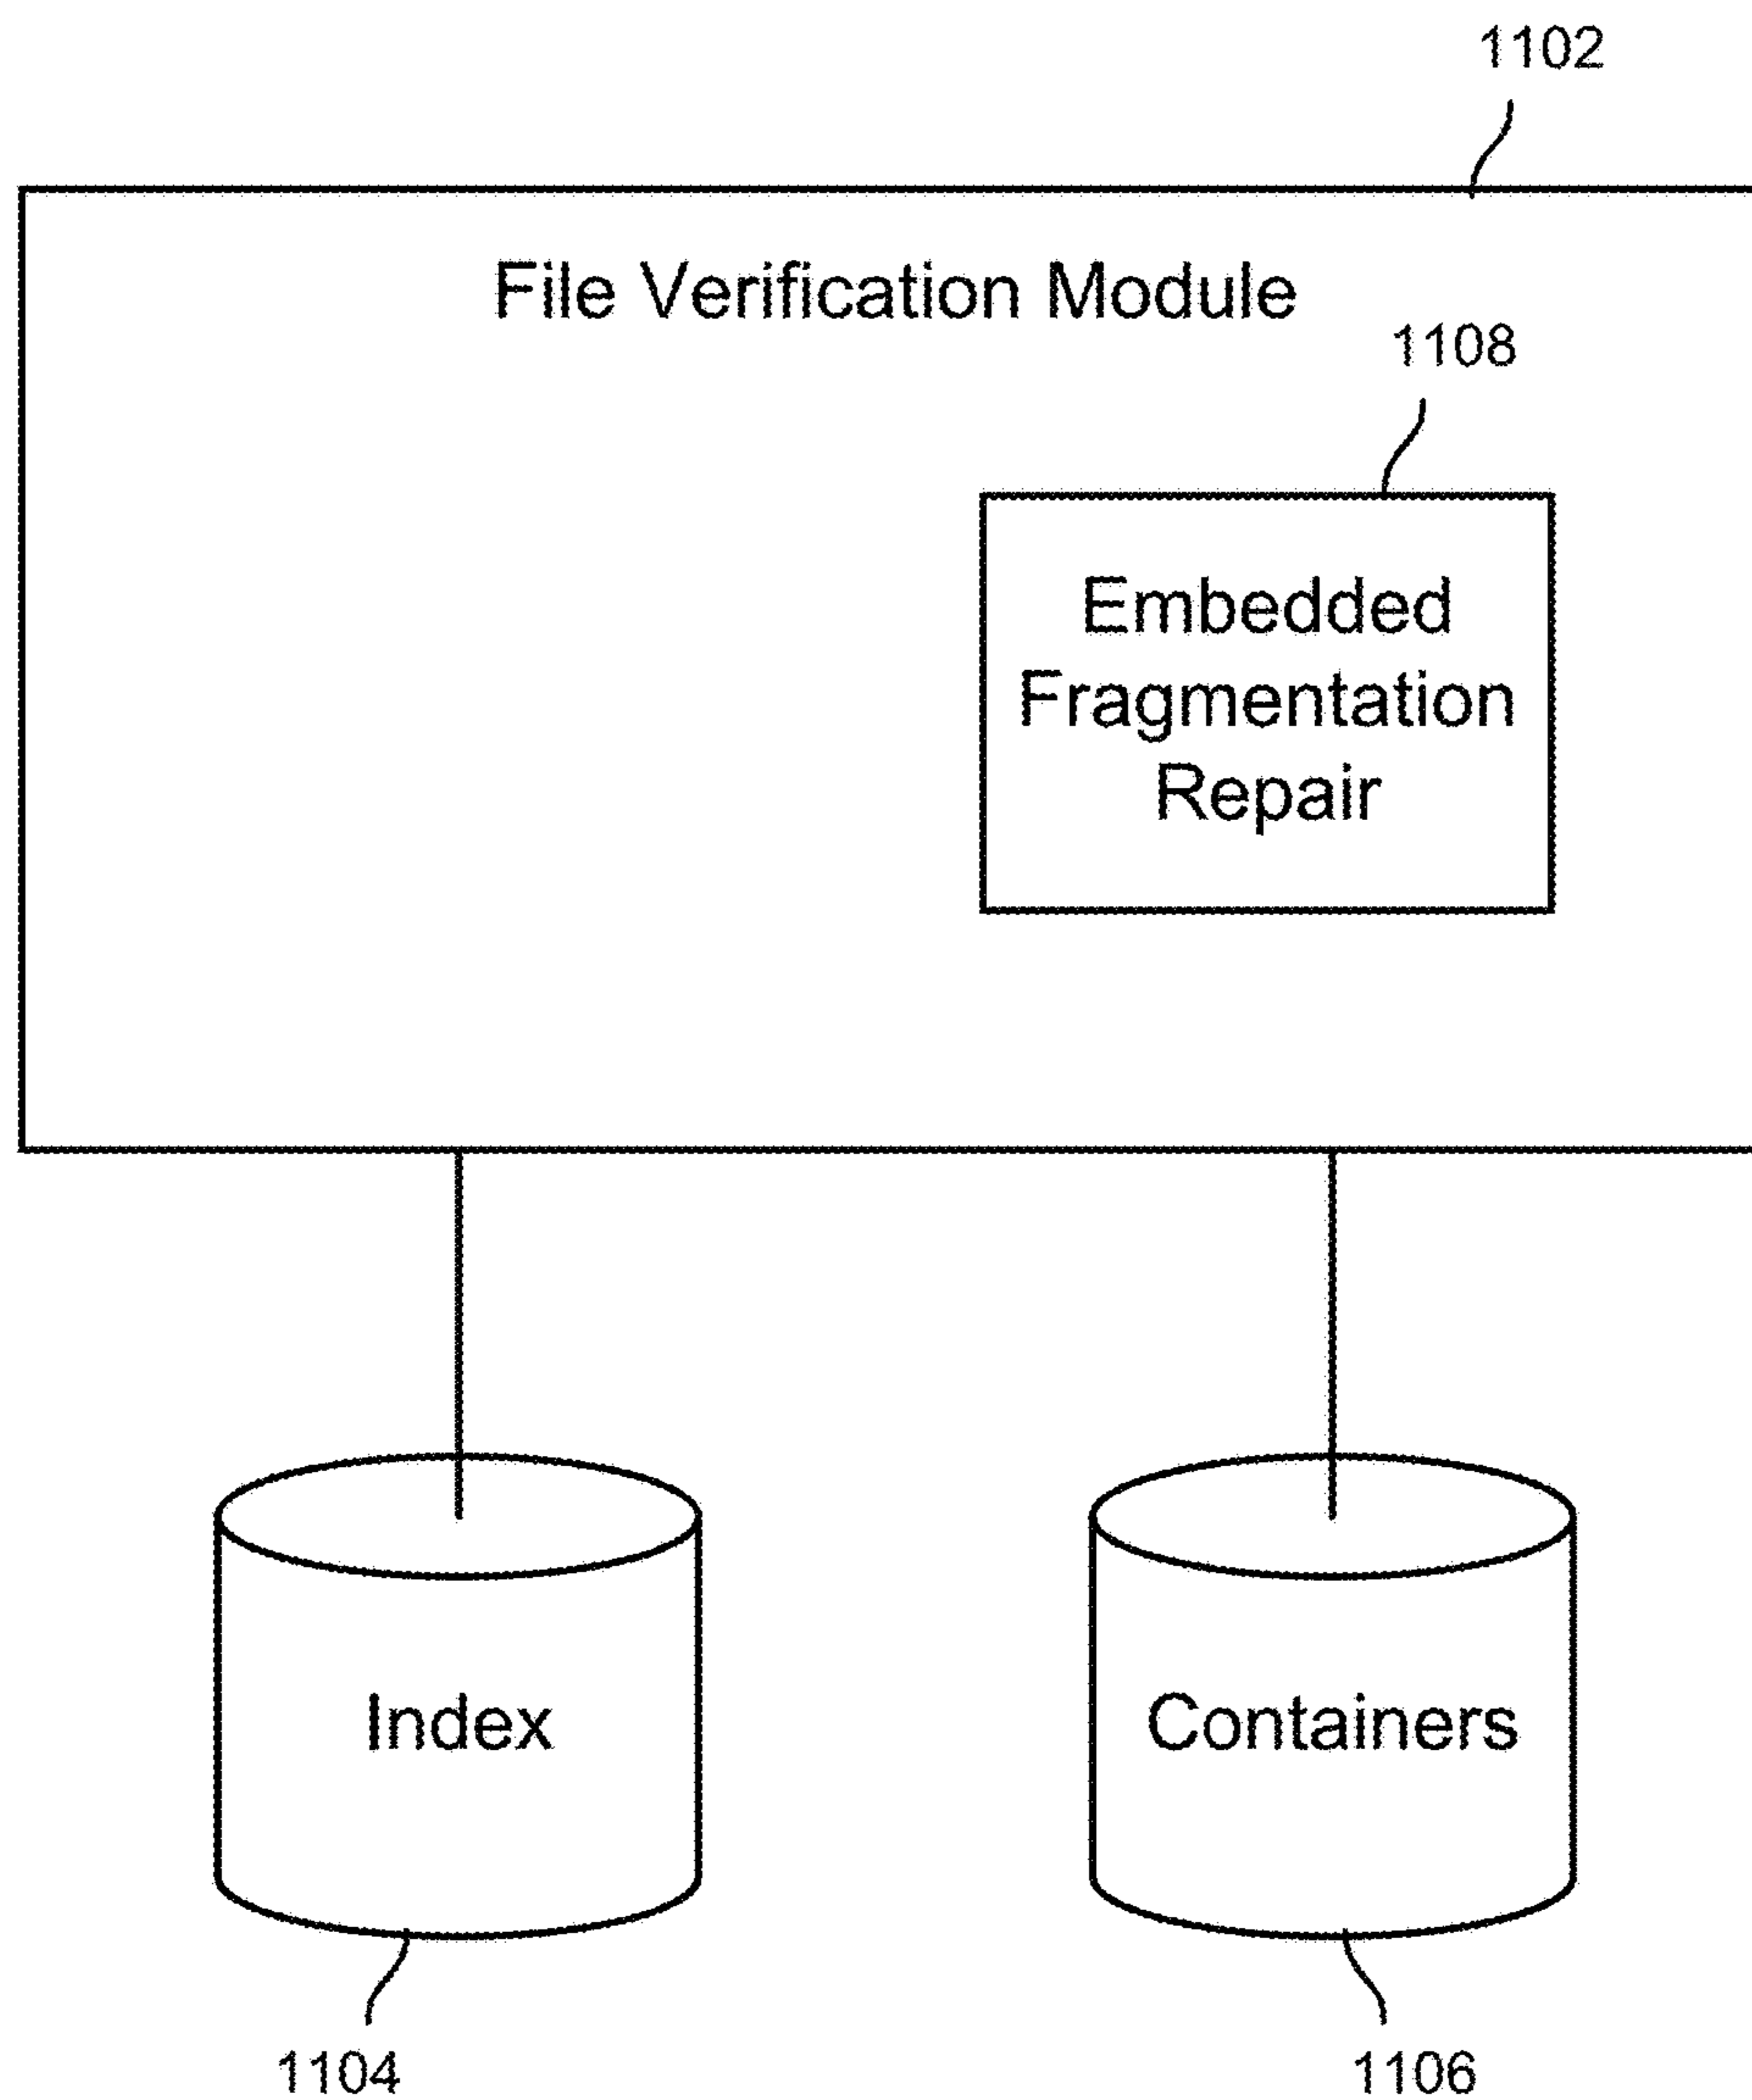 1102
File Verification Module
1108
Embedded
Fragmentation
Repair
Index
Containers
1104
1106